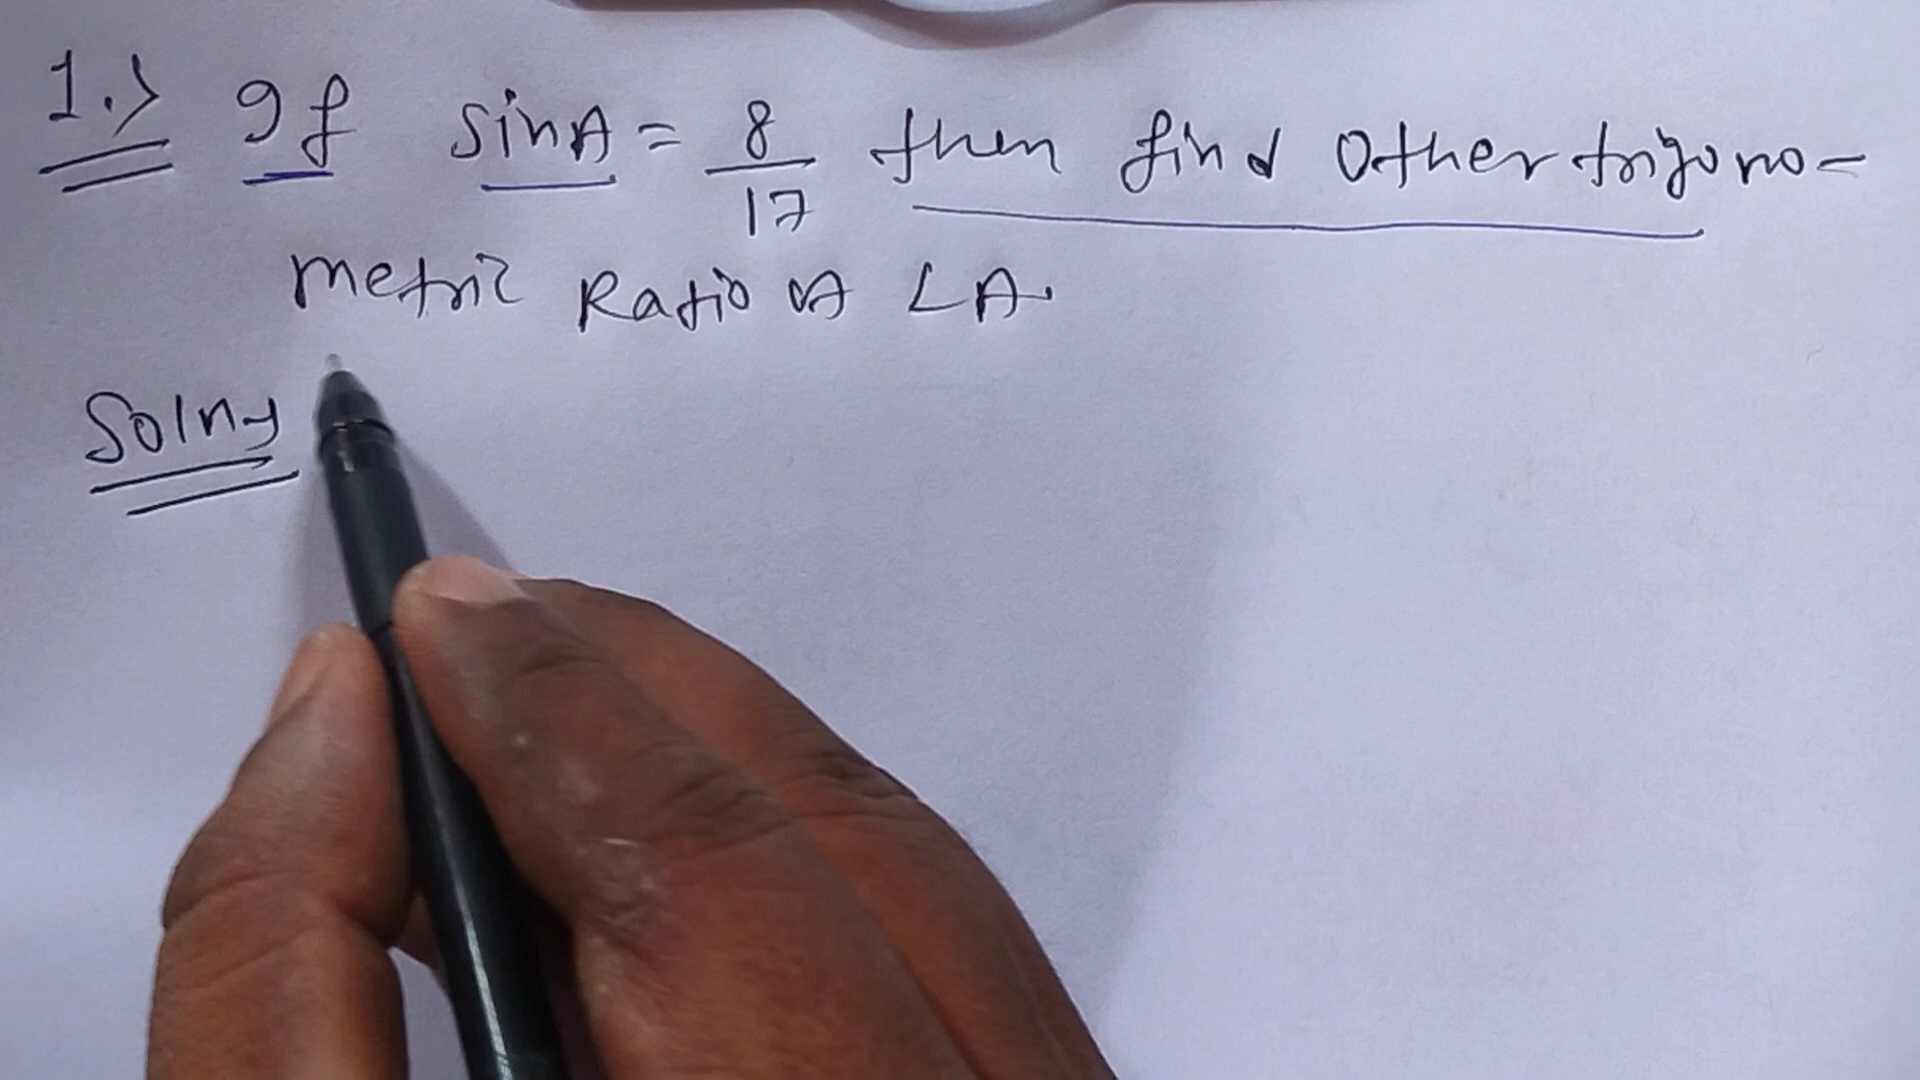 1.) If sinA = 8/17 then find other trigono-
metric Ratio of ∠A.
Soln